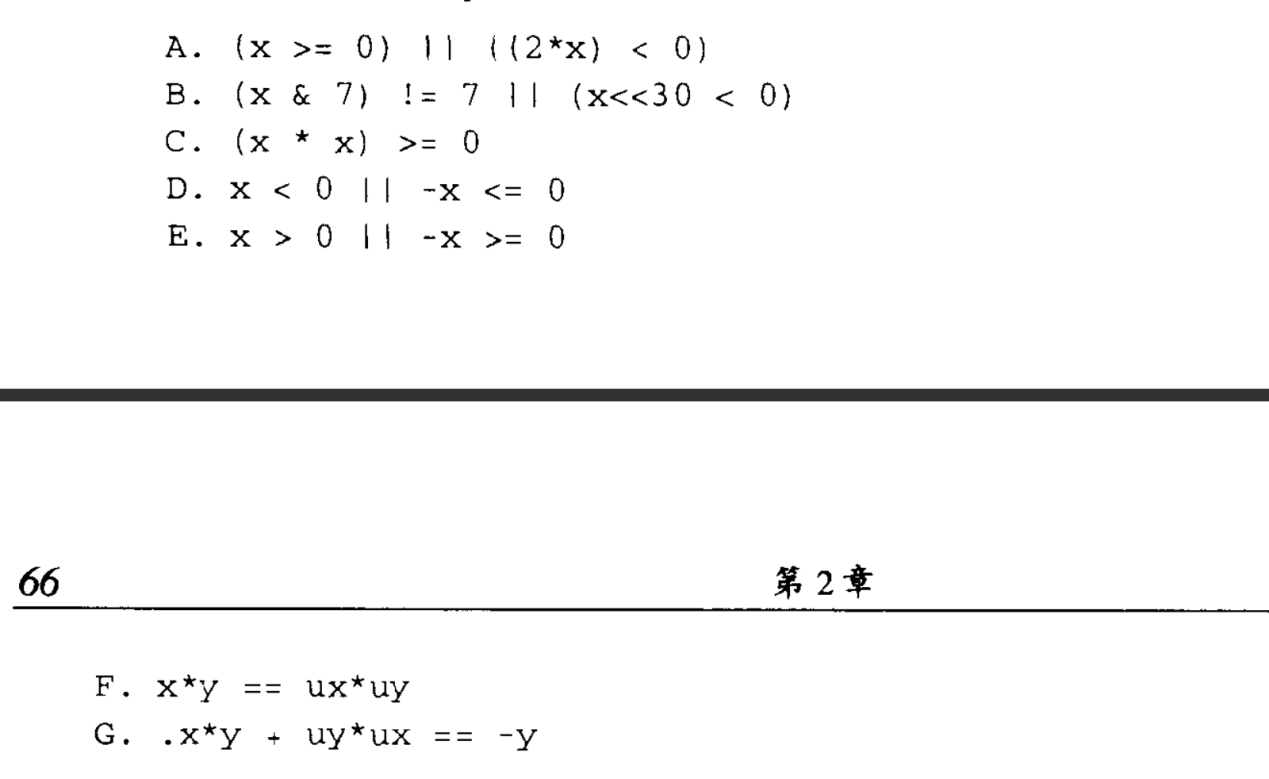 A. (x >= 0) || ((2*x) < 0)
B. (x & 7) != 7 || (x<<30 < 0)
C. (x * x) >= 0
D. x < 0 || -x <= 0
E. x > 0 || -x >= 0
66 第 2 章
F. x*y == ux*uy
G. .x*y + uy*ux == -y